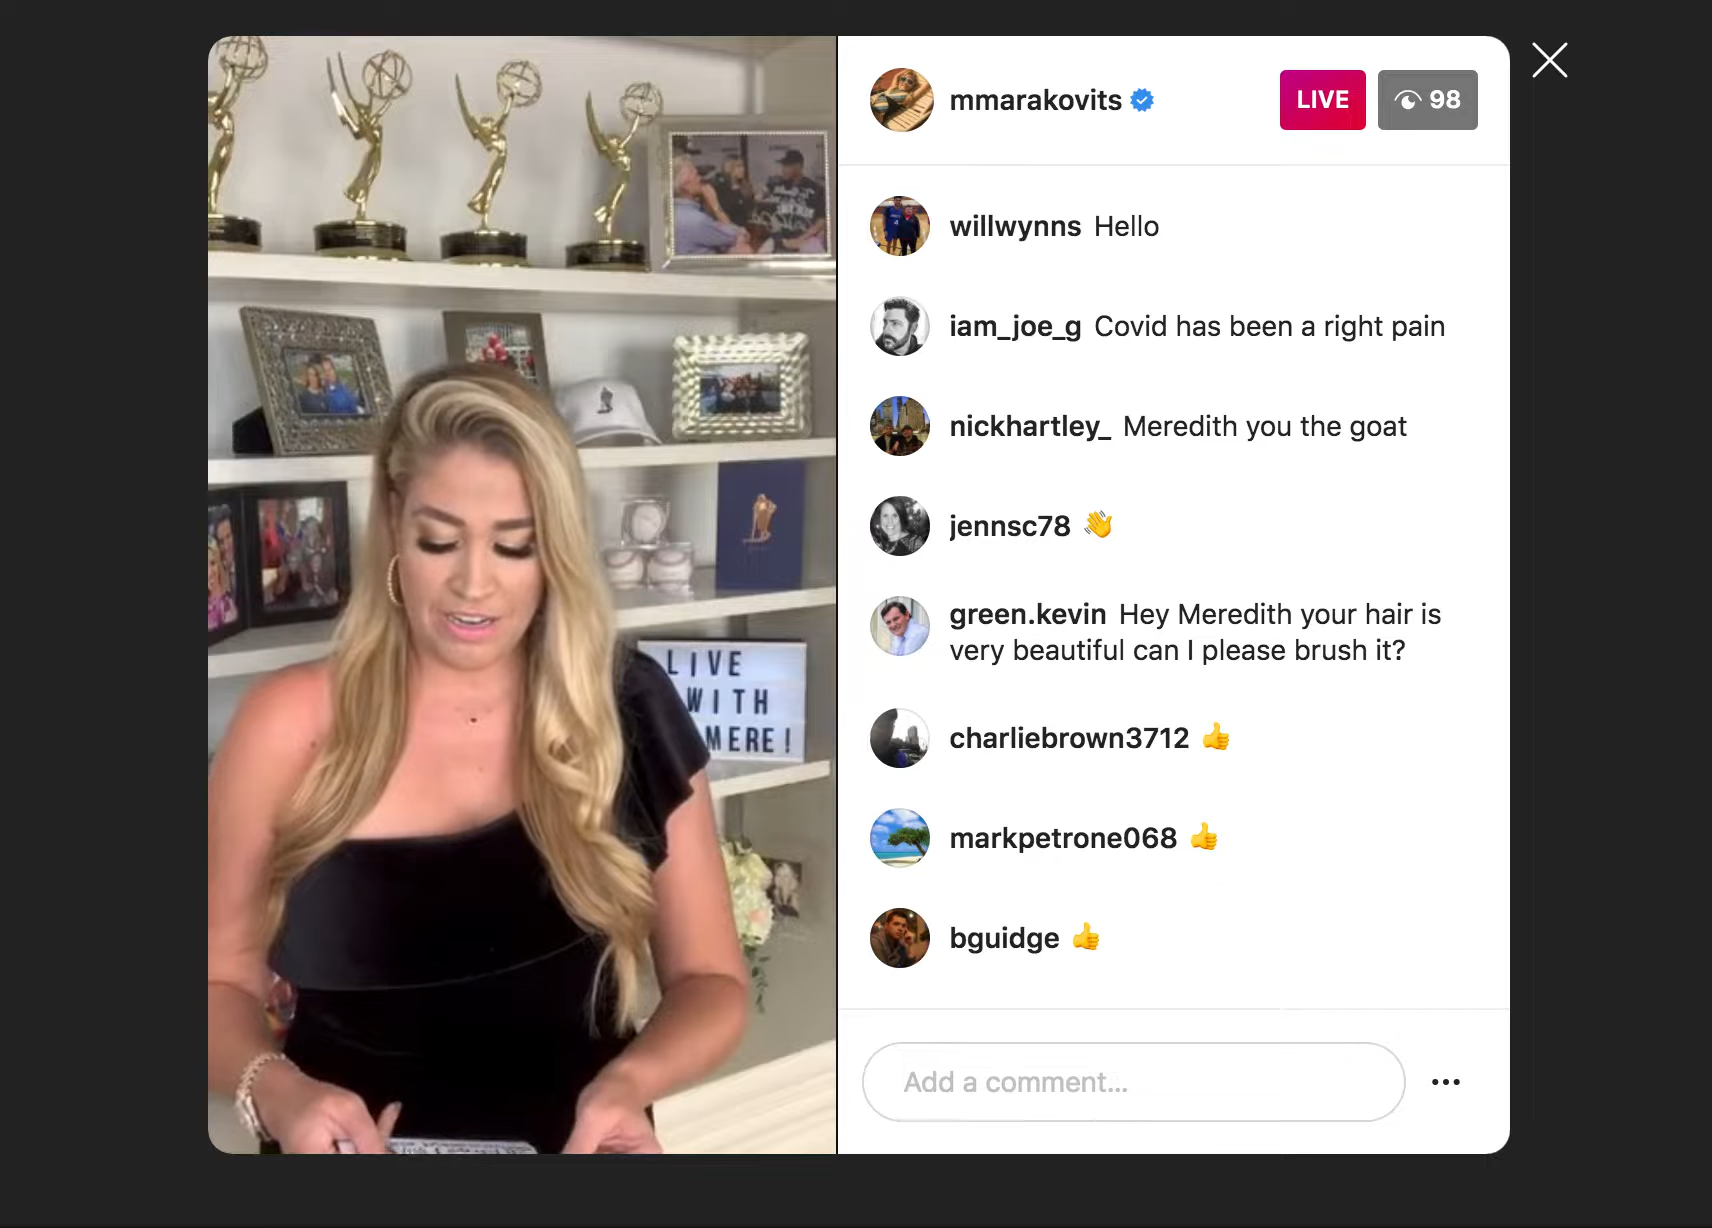 LIVE
WITH
MERE!
mmarakovits
LIVE
98
willwynns Hello
iam_joe_g Covid has been a right pain
nickhartley_ Meredith you the goat
jennsc78 👋
green.kevin Hey Meredith your hair is
very beautiful can I please brush it?
charliebrown3712 👍
markpetrone068 👍
bguidge 👍
Add a comment...